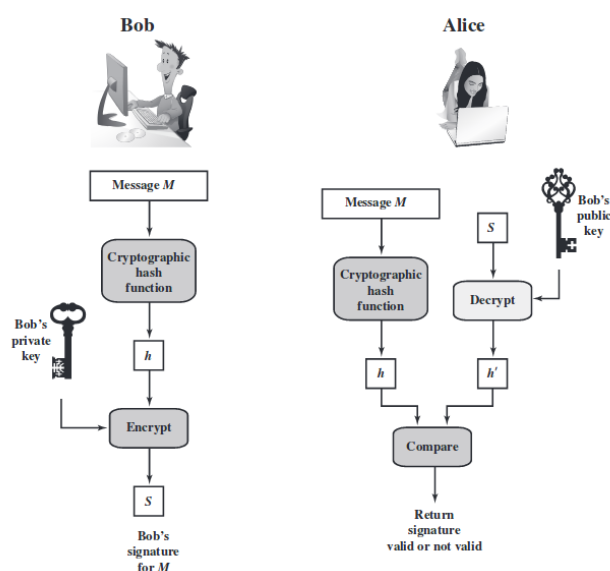 Bob
Message M
Cryptographic
hash
function
Bob's
private
key
h
Encrypt
S
Bob's
signature
for M
Alice
Message M
Bob's
public
key
S
Cryptographic
hash
function
Decrypt
h
h'
Compare
Return
signature
valid or not valid